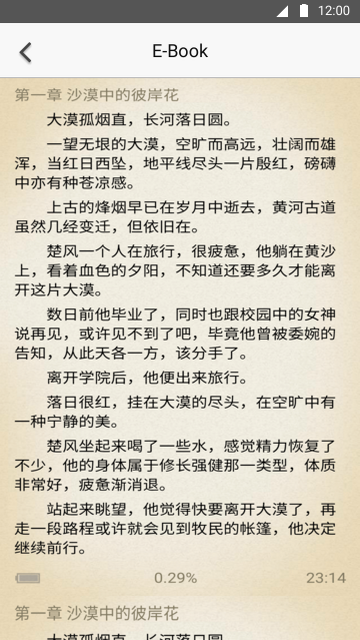 12:00
E-Book
第一章 沙漠中的彼岸花
大漠孤烟直，长河落日圆。
一望无垠的大漠，空旷而高远，壮阔而雄
浑，当红日西坠，地平线尽头一片殷红，磅礴
中亦有种苍凉感。
上古的烽烟早已在岁月中逝去，黄河古道
虽然几经变迁，但依旧在。
楚风一个人在旅行，很疲惫，他躺在黄沙
上，看着血色的夕阳，不知道还要多久才能离
开这片大漠。
数日前他毕业了，同时也跟校园中的女神
说再见，或许见不到了吧，毕竟他曾被委婉的
告知，从此天各一方，该分手了。
离开学院后，他便出来旅行。
落日很红，挂在大漠的尽头，在空旷中有
一种宁静的美。
楚风坐起来喝了一些水，感觉精力恢复了
不少，他的身体属于修长强健那一类型，体质
非常好，疲惫渐消退。
站起来眺望，他觉得快要离开大漠了，再
走一段路程或许就会见到牧民的帐篷，他决定
继续前行。
0.29%
23:14
第一章 沙漠中的彼岸花
大漠孤烟直，长河落日圆。